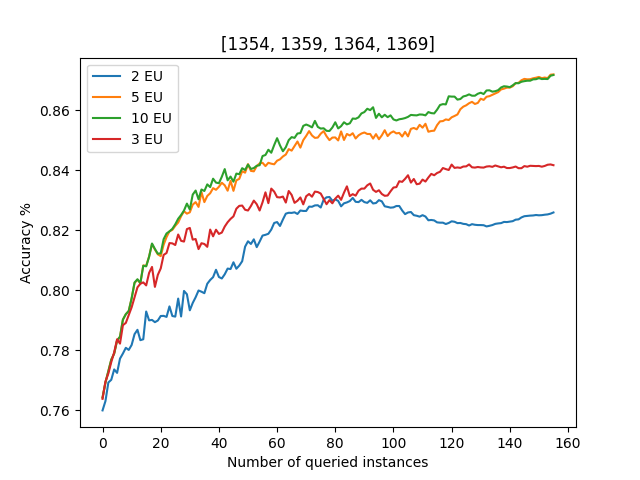 [1354, 1359, 1364, 1369]
2 EU
5 EU
10 EU
3 EU
Accuracy %
0.86
0.84
0.82
0.80
0.78
0.76
0 20 40 60 80 100 120 140 160
Number of queried instances